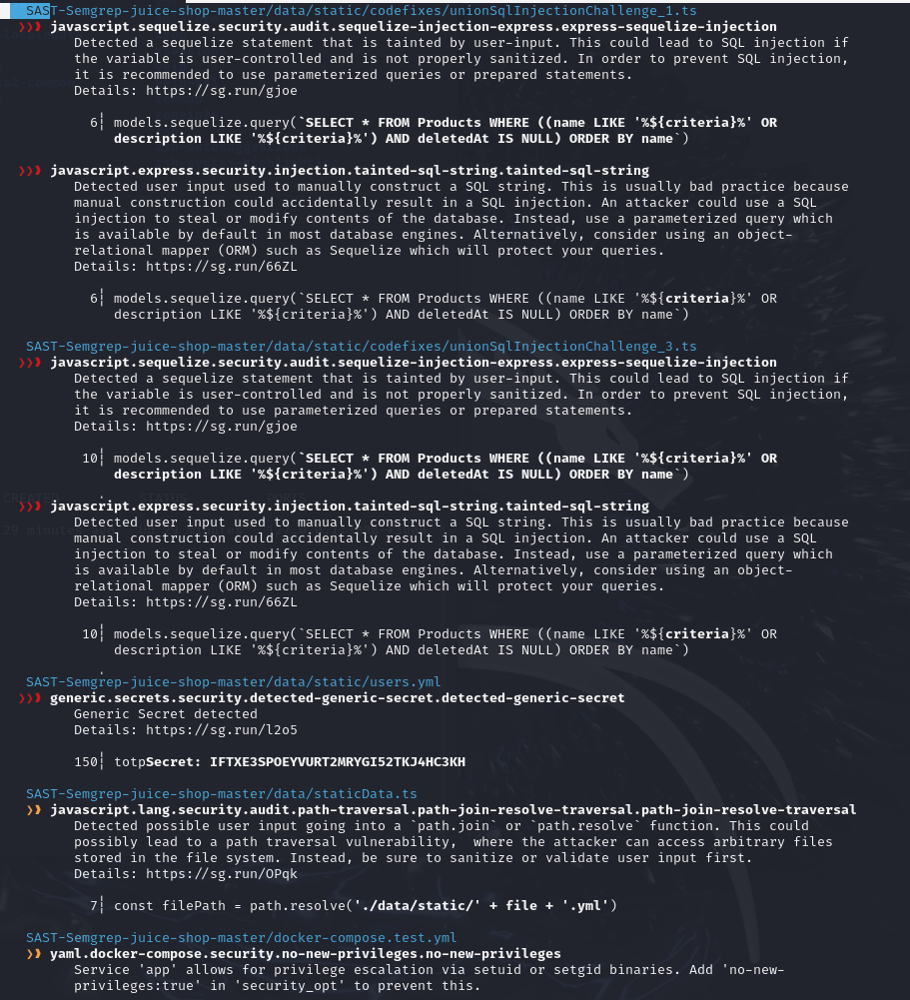 SAST-Semgrep-juice-shop-master/data/static/codefixes/unionSqlInjectionChallenge_1.ts
❯❯❱ javascript.sequelize.security.audit.sequelize-injection-express.express-sequelize-injection
Detected a sequelize statement that is tainted by user-input. This could lead to SQL injection if
the variable is user-controlled and is not properly sanitized. In order to prevent SQL injection,
it is recommended to use parameterized queries or prepared statements.
Details: https://sg.run/gjoe
6┆ models.sequelize.query(`SELECT * FROM Products WHERE ((name LIKE '%${criteria}%' OR
description LIKE '%${criteria}%') AND deletedAt IS NULL) ORDER BY name`)
❯❯❱ javascript.express.security.injection.tainted-sql-string.tainted-sql-string
Detected user input used to manually construct a SQL string. This is usually bad practice because
manual construction could accidentally result in a SQL injection. An attacker could use a SQL
injection to steal or modify contents of the database. Instead, use a parameterized query which
is available by default in most database engines. Alternatively, consider using an object-
relational mapper (ORM) such as Sequelize which will protect your queries.
Details: https://sg.run/66ZL
6┆ models.sequelize.query(`SELECT * FROM Products WHERE ((name LIKE '%${criteria}%' OR
description LIKE '%${criteria}%') AND deletedAt IS NULL) ORDER BY name`)
SAST-Semgrep-juice-shop-master/data/static/codefixes/unionSqlInjectionChallenge_3.ts
❯❯❱ javascript.sequelize.security.audit.sequelize-injection-express.express-sequelize-injection
Detected a sequelize statement that is tainted by user-input. This could lead to SQL injection if
the variable is user-controlled and is not properly sanitized. In order to prevent SQL injection,
it is recommended to use parameterized queries or prepared statements.
Details: https://sg.run/gjoe
10┆ models.sequelize.query(`SELECT * FROM Products WHERE ((name LIKE '%${criteria}%' OR
description LIKE '%${criteria}%') AND deletedAt IS NULL) ORDER BY name`)
❯❯❱ javascript.express.security.injection.tainted-sql-string.tainted-sql-string
Detected user input used to manually construct a SQL string. This is usually bad practice because
manual construction could accidentally result in a SQL injection. An attacker could use a SQL
injection to steal or modify contents of the database. Instead, use a parameterized query which
is available by default in most database engines. Alternatively, consider using an object-
relational mapper (ORM) such as Sequelize which will protect your queries.
Details: https://sg.run/66ZL
10┆ models.sequelize.query(`SELECT * FROM Products WHERE ((name LIKE '%${criteria}%' OR
description LIKE '%${criteria}%') AND deletedAt IS NULL) ORDER BY name`)
SAST-Semgrep-juice-shop-master/data/static/users.yml
❯❯❱ generic.secrets.security.detected-generic-secret.detected-generic-secret
Generic Secret detected
Details: https://sg.run/l2o5
150┆ totpSecret: IFTXE3SPOEYVURT2MRYGI52TKJ4HC3KH
SAST-Semgrep-juice-shop-master/data/staticData.ts
❯❱ javascript.lang.security.audit.path-traversal.path-join-resolve-traversal.path-join-resolve-traversal
Detected possible user input going into a `path.join` or `path.resolve` function. This could
possibly lead to a path traversal vulnerability,  where the attacker can access arbitrary files
stored in the file system. Instead, be sure to sanitize or validate user input first.
Details: https://sg.run/OPqk
7┆ const filePath = path.resolve('./data/static/' + file + '.yml')
SAST-Semgrep-juice-shop-master/docker-compose.test.yml
❯❱ yaml.docker-compose.security.no-new-privileges.no-new-privileges
Service 'app' allows for privilege escalation via setuid or setgid binaries. Add 'no-new-
privileges:true' in 'security_opt' to prevent this.